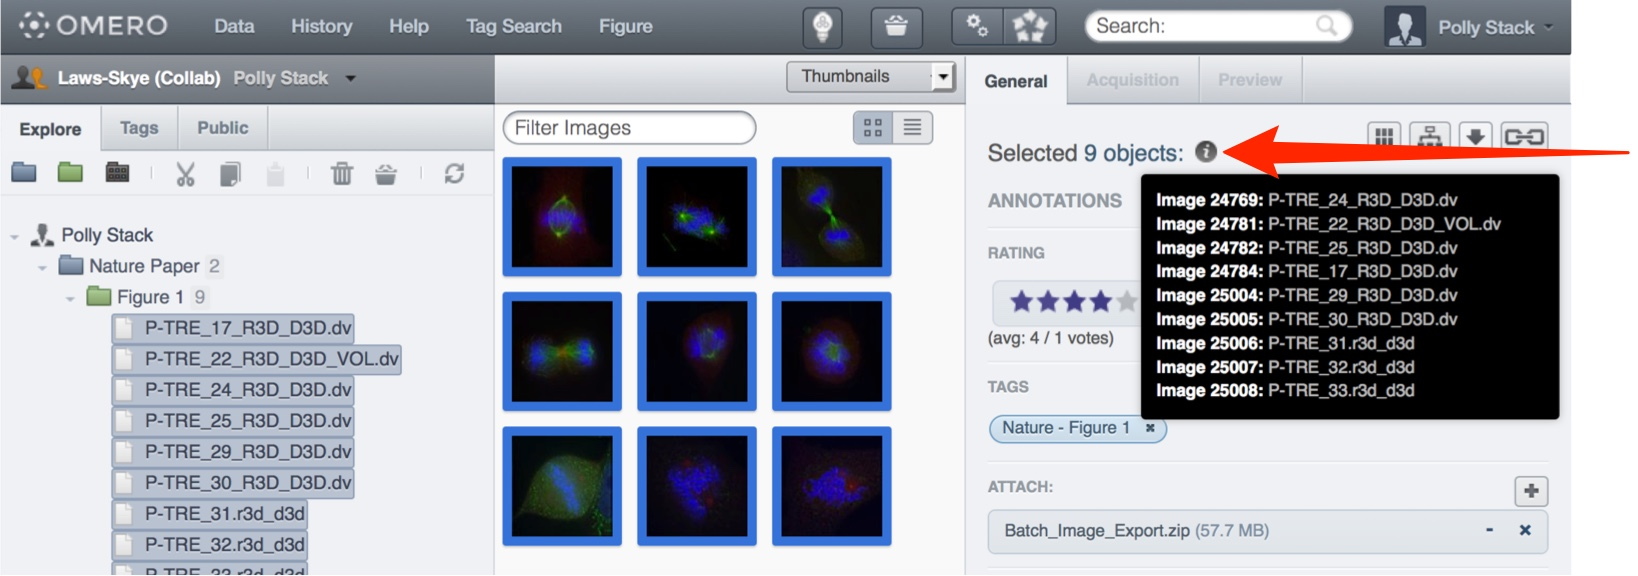 OMERO Data History Help Tag Search Figure Search: Polly Stack
Laws-Skye (Collab) Polly Stack
Thumbnails
General Acquisition Preview
Explore Tags Public
Filter Images
Selected 9 objects:
ANNOTATIONS
RATING
(avg: 4 / 1 votes)
TAGS
Nature - Figure 1
ATTACH:
Batch_Image_Export.zip (57.7 MB)
Image 24769: P-TRE_24_R3D_D3D.dv
Image 24781: P-TRE_22_R3D_D3D_VOL.dv
Image 24782: P-TRE_25_R3D_D3D.dv
Image 24784: P-TRE_17_R3D_D3D.dv
Image 25004: P-TRE_29_R3D_D3D.dv
Image 25005: P-TRE_30_R3D_D3D.dv
Image 25006: P-TRE_31.r3d_d3d
Image 25007: P-TRE_32.r3d_d3d
Image 25008: P-TRE_33.r3d_d3d
Polly Stack
Nature Paper 2
Figure 1 9
P-TRE_17_R3D_D3D.dv
P-TRE_22_R3D_D3D_VOL.dv
P-TRE_24_R3D_D3D.dv
P-TRE_25_R3D_D3D.dv
P-TRE_29_R3D_D3D.dv
P-TRE_30_R3D_D3D.dv
P-TRE_31.r3d_d3d
P-TRE_32.r3d_d3d
P-TRE_33.r3d_d3d